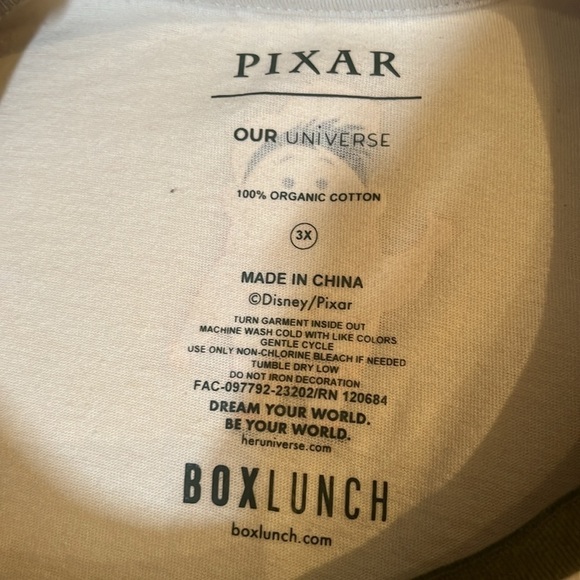 PIXAR
OUR UNiVERSE
100% ORGANIC COTTON
3X
MADE IN CHINA
©Disney/Pixar
TURN GARMENT INSIDE OUT
MACHINE WASH COLD WITH LIKE COLORS
GENTLE CYCLE
USE ONLY NON-CHLORINE BLEACH IF NEEDED
TUMBLE DRY LOW
DO NOT IRON DECORATION
FAC-097792-23202/RN 120684
DREAM YOUR WORLD.
BE YOUR WORLD.
heruniverse.com
BOXLUNCH
boxlunch.com